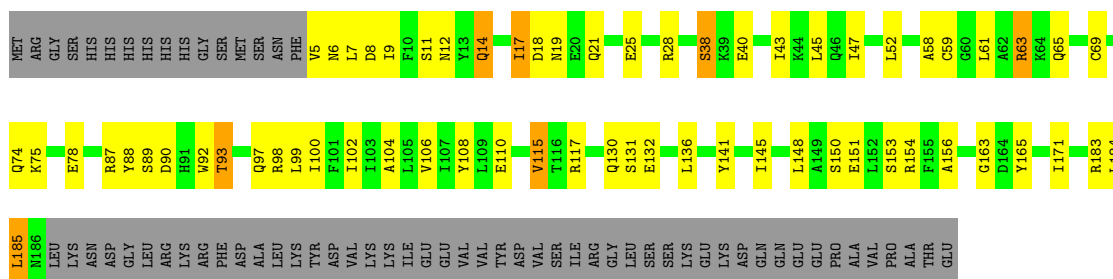 MET ARG GLY SER HIS HIS HIS HIS HIS HIS GLY SER MET SER ASN PHE V5 N6 L7 D8 I9 F10 S11 N12 Y13 Q14 I17 D18 N19 E20 Q21 E25 R28 S38 K39 E40 I43 K44 L45 Q46 I47 L52 A58 C59 G60 L61 A62 R63 K64 Q65 C69
Q74 K75 E78 R87 Y88 S89 D90 H91 W92 T93 Q97 R98 L99 I100 F101 I102 I103 A104 L105 V106 I107 Y108 L109 E110 V115 T116 R117 Q130 S131 E132 L136 Y141 I145 L148 A149 S150 E151 L152 S153 R154 F155 A156 G163 D164 Y165 I171 R183
L185 N186 LEU LYS ASN ASP GLY LEU ARG LYS ARG PHE ASP ALA LEU LYS TYR ASP VAL LYS LYS ILE GLU GLU VAL VAL TYR ASP VAL SER ILE ARG GLY LEU SER SER LYS GLU LYS ASP GLN GLN GLU GLU PRO ALA VAL PRO ALA THR GLU